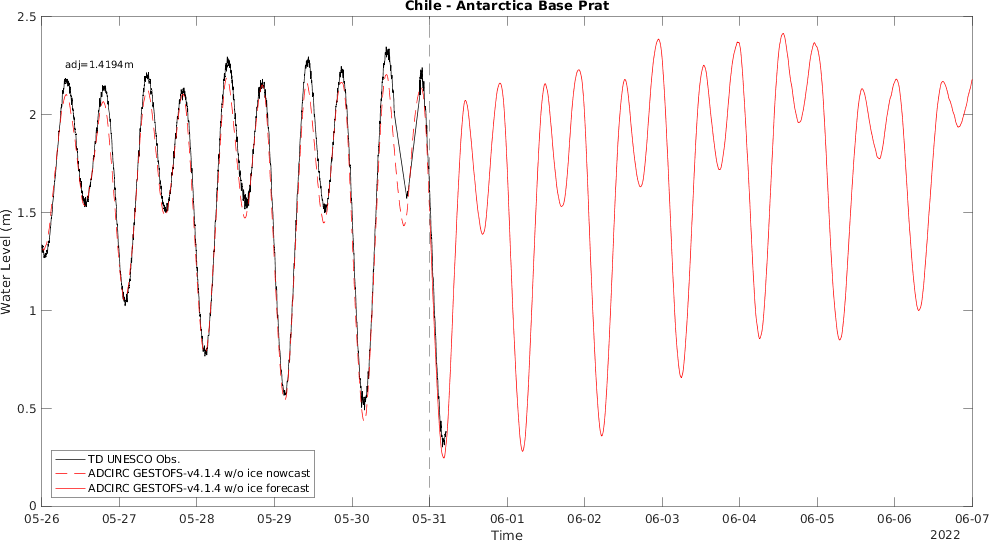 Chile - Antarctica Base Prat
2.5
adj=1.4194m
2
1.5
Water Level (m)
1
0.5
TD UNESCO Obs.
ADCIRC GESTOFS-v4.1.4 w/o ice nowcast
ADCIRC GESTOFS-v4.1.4 w/o ice forecast
0
05-26 05-27 05-28 05-29 05-30 05-31 06-01 06-02 06-03 06-04 06-05 06-06 06-07
Time
2022